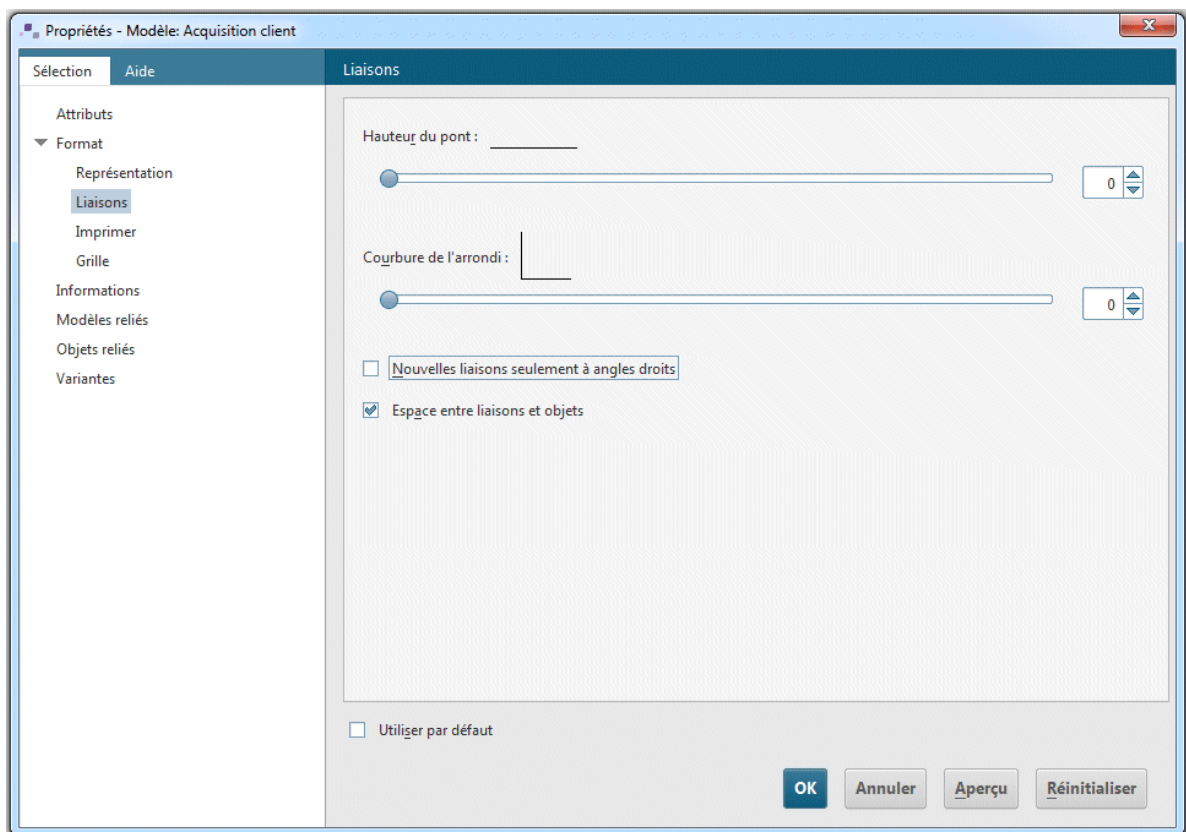 Propriétés - Modèle: Acquisition client
Sélection
Aide
Attributs
Format
Représentation
Liaisons
Imprimer
Grille
Informations
Modèles reliés
Objets reliés
Variantes
Liaisons
Hauteur du pont :
0
Courbure de l'arrondi :
0
Nouvelles liaisons seulement à angles droits
Espace entre liaisons et objets
Utiliser par défaut
OK
Annuler
Aperçu
Réinitialiser